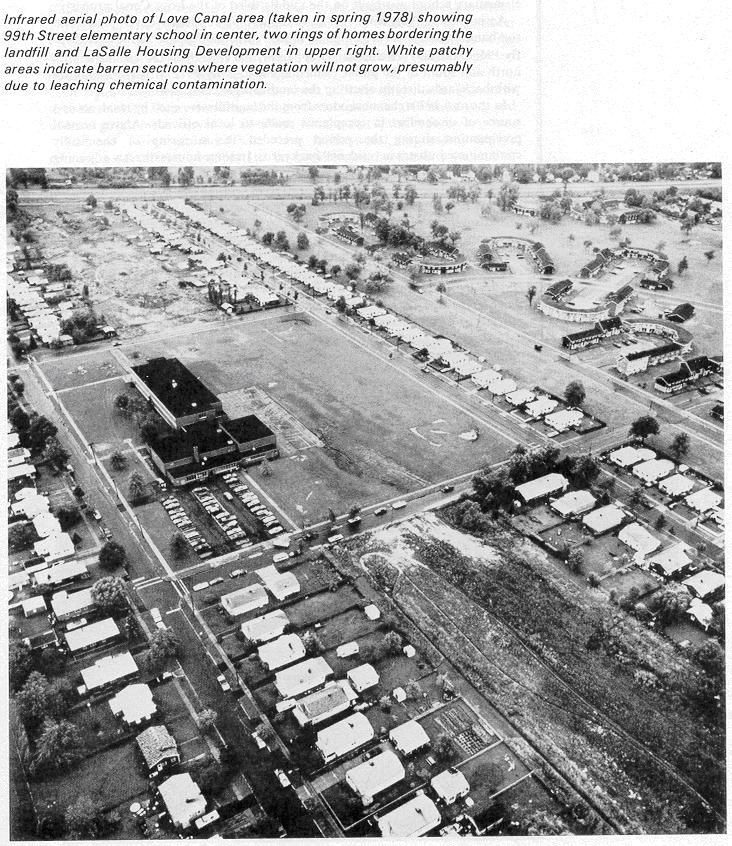 Infrared aerial photo of Love Canal area (taken in spring 1978) showing
99th Street elementary school in center, two rings of homes bordering the
landfill and LaSalle Housing Development in upper right. White patchy
areas indicate barren sections where vegetation will not grow, presumably
due to leaching chemical contamination.